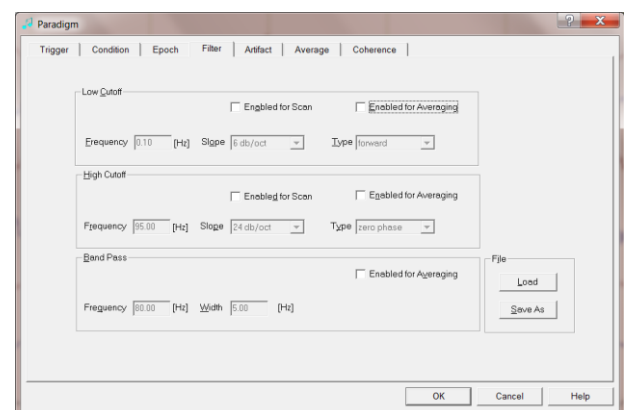 Paradigm
Trigger | Condition | Epoch | Filter | Artifact | Average | Coherence |
Low Cutoff
Enabled for Scan Enabled for Averaging
Frequency 0.10 [Hz] Slope 6 db/oct Type forward
High Cutoff
Enabled for Scan Enabled for Averaging
Frequency 95.00 [Hz] Slope 24 db/oct Type zero phase
Band Pass
Enabled for Averaging
File
Load
Frequency 80.00 [Hz] Width 5.00 [Hz]
Save As
OK Cancel Help